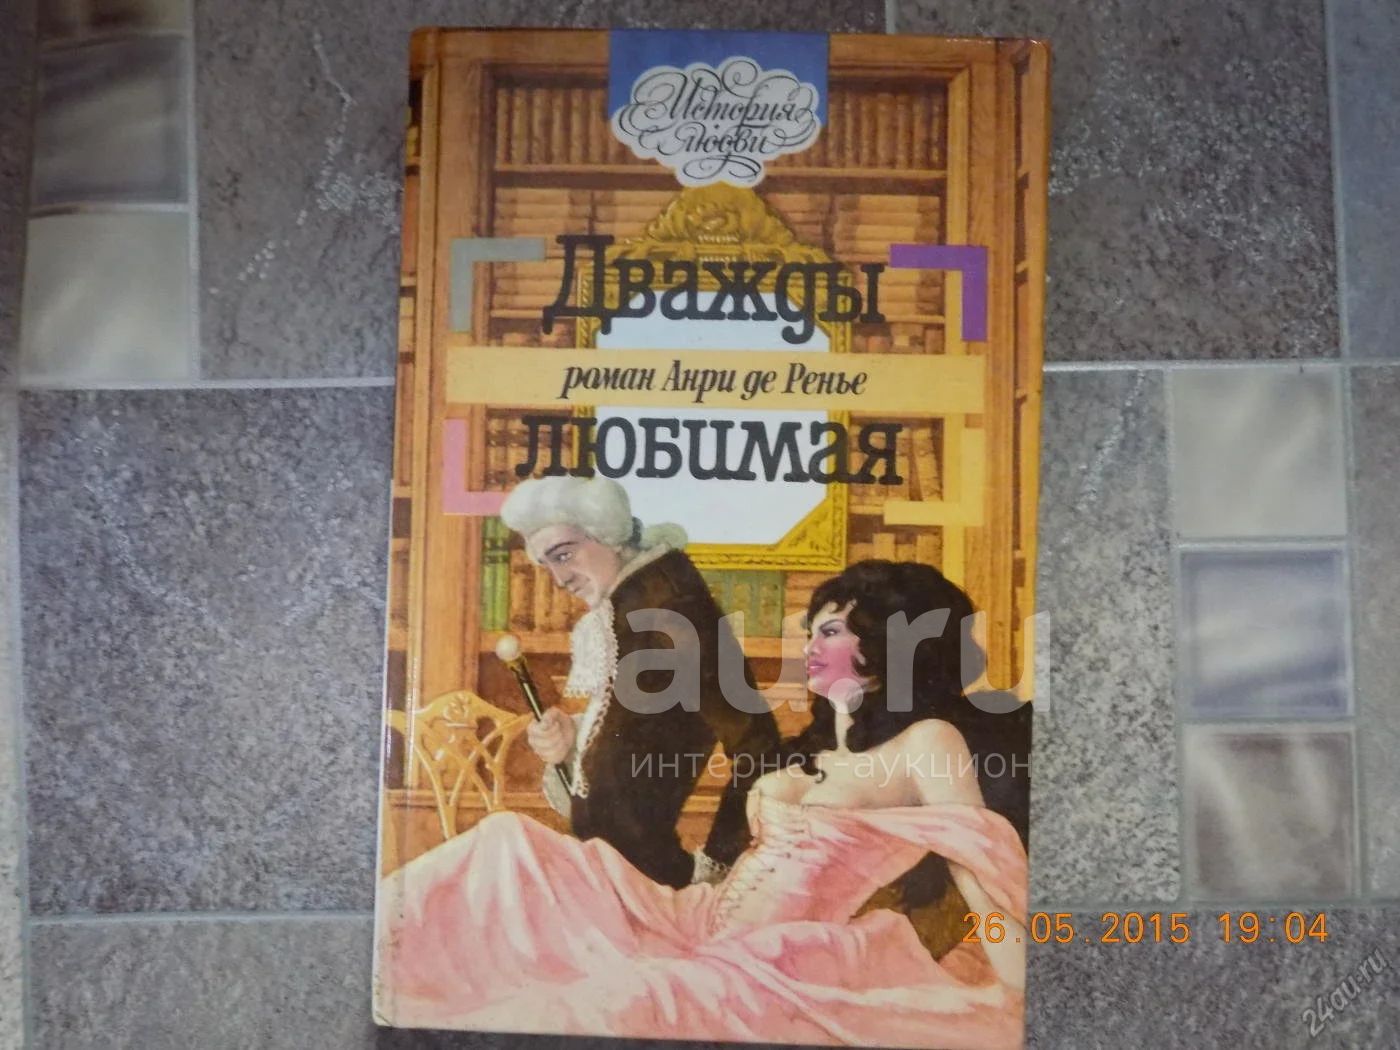 История
любви
Дважды
роман Анри де Ренье
любимая
au.ru
интернет-аукцион
26.05.2015 19:04
24au.ru